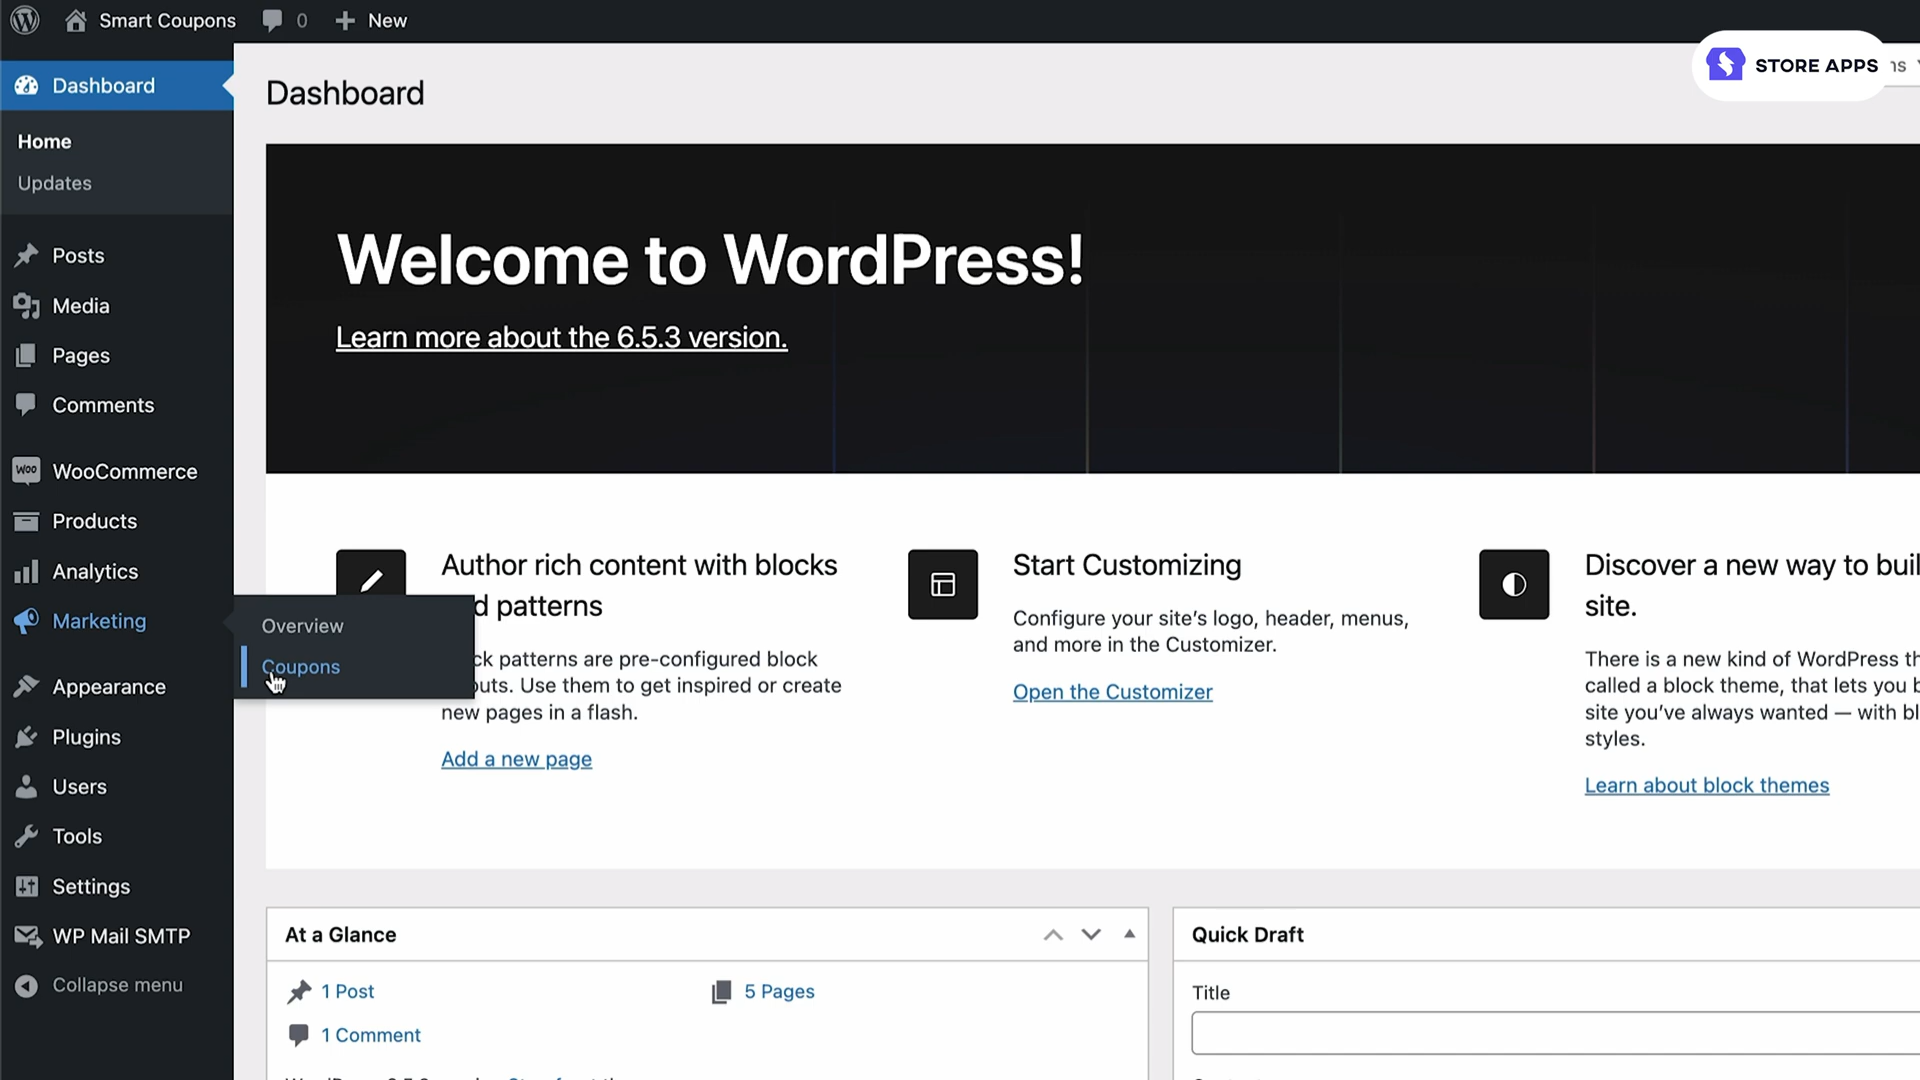 Smart Coupons 0 New
STORE APPS
Dashboard
Home
Updates
Posts
Media
Pages
Comments
WOO WooCommerce
Products
Analytics
Marketing
Overview
Coupons
Appearance
Plugins
Users
Tools
Settings
WP Mail SMTP
Collapse menu
Dashboard
Welcome to WordPress!
Learn more about the 6.5.3 version.
Author rich content with blocks
d patterns
ck patterns are pre-configured block
outs. Use them to get inspired or create
new pages in a flash.
Add a new page
Start Customizing
Configure your site's logo, header, menus,
and more in the Customizer.
Open the Customizer
Discover a new way to buil
site.
There is a new kind of WordPress th
called a block theme, that lets you b
site you've always wanted — with bl
styles.
Learn about block themes
At a Glance
1 Post
5 Pages
1 Comment
Quick Draft
Title